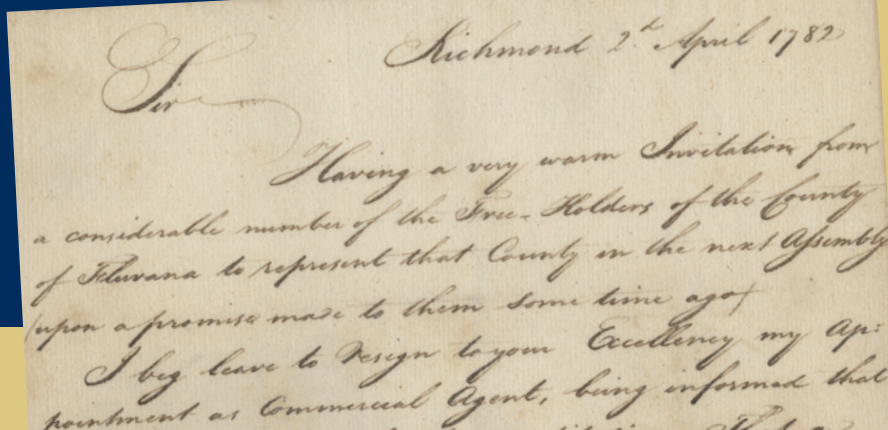 Richmond 2d April 1782
Sir
Having a very warm Invitation from
a considerable number of the Free-Holders of the County
of Fluvana to represent that County in the next Assembly
(upon a promise made to them some time ago)
I beg leave to Resign to your Excellency my Ap:
pointment as Commercial Agent, being informed that